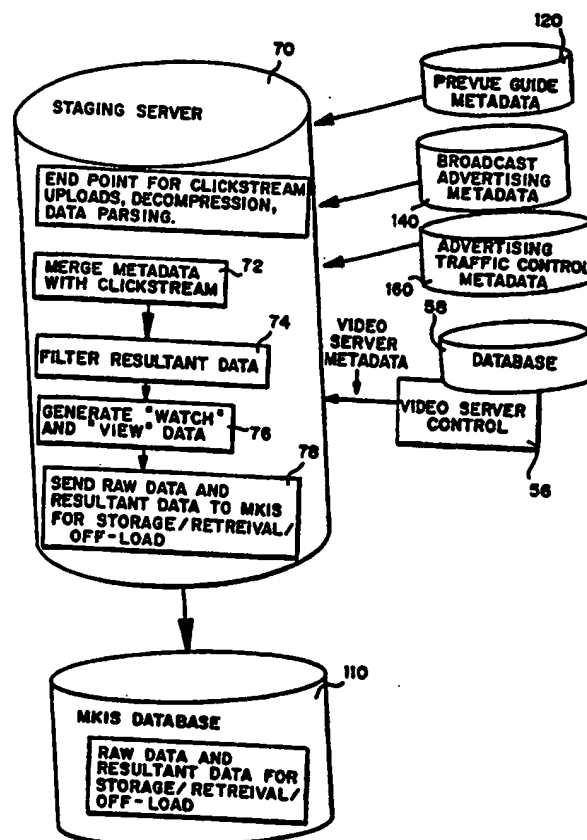 70
STAGING SERVER
END POINT FOR CLICKSTREAM
UPLOADS, DECOMPRESSION,
DATA PARSING.
72
MERGE METADATA
WITH CLICKSTREAM
74
FILTER RESULTANT DATA
GENERATE "WATCH"
AND "VIEW" DATA
76
78
SEND RAW DATA AND
RESULTANT DATA TO MKIS
FOR STORAGE/RETREIVAL/
OFF-LOAD
120
PREVUE GUIDE
METADATA
BROADCAST
ADVERTISING
METADATA
140
ADVERTISING
TRAFFIC CONTROL
METADATA
160
VIDEO
SERVER
METADATA
58
DATABASE
VIDEO SERVER
CONTROL
56
110
MKIS DATABASE
RAW DATA AND
RESULTANT DATA FOR
STORAGE/RETREIVAL/
OFF-LOAD